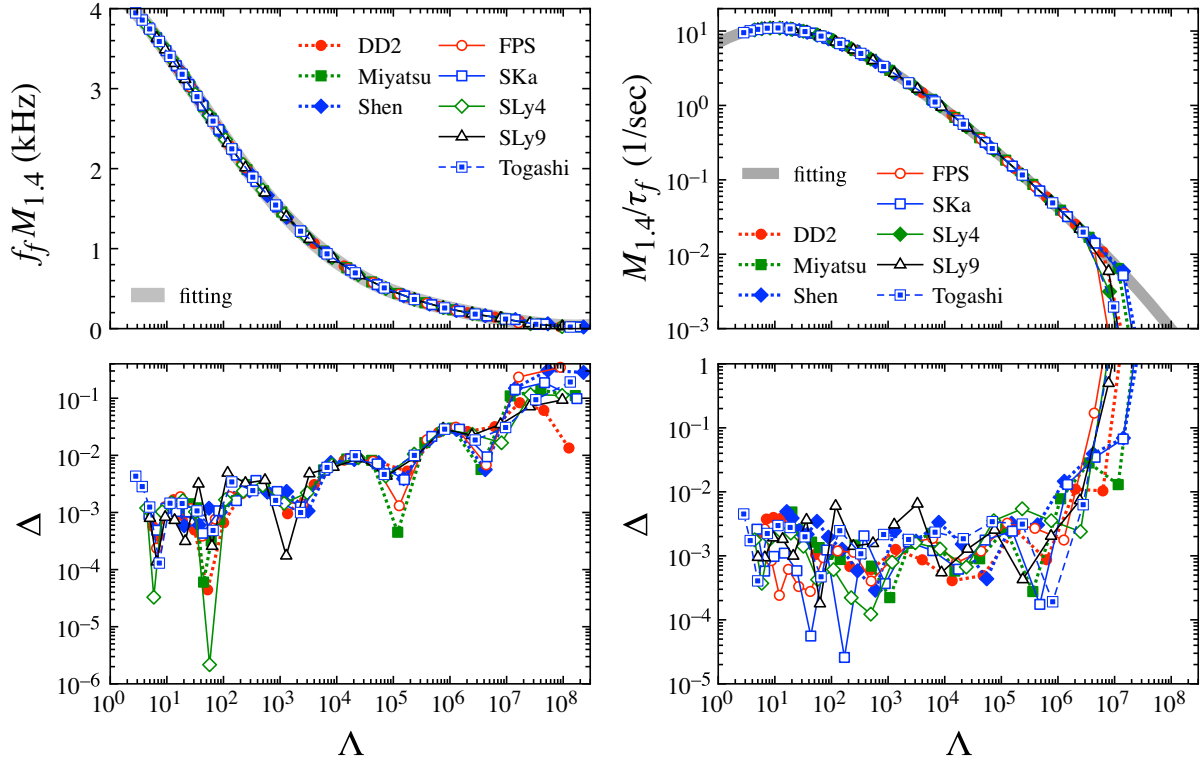 4
3
2
1
0
f_f M_{1.4} (kHz)
DD2
Miyatsu
Shen
FPS
SKa
SLy4
SLy9
Togashi
fitting
10^1
10^0
10^{-1}
10^{-2}
10^{-3}
M_{1.4}/τ_f (1/sec)
fitting
DD2
Miyatsu
Shen
FPS
SKa
SLy4
SLy9
Togashi
10^{-1}
10^{-2}
10^{-3}
10^{-4}
10^{-5}
10^{-6}
Δ
10^0 10^1 10^2 10^3 10^4 10^5 10^6 10^7 10^8
Λ
1
10^{-1}
10^{-2}
10^{-3}
10^{-4}
10^{-5}
Δ
10^0 10^1 10^2 10^3 10^4 10^5 10^6 10^7 10^8
Λ